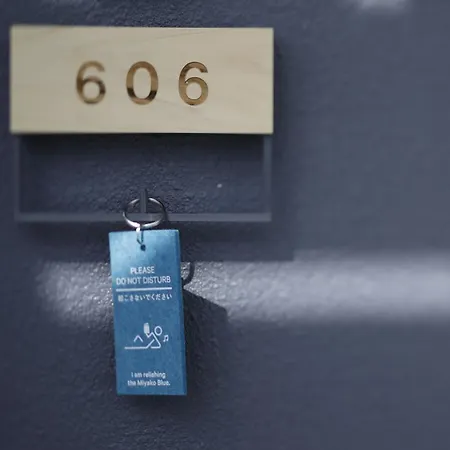 606
PLEASE
DO NOT DISTURB
起こさないでください
I am relishing
the Miyako Blue.